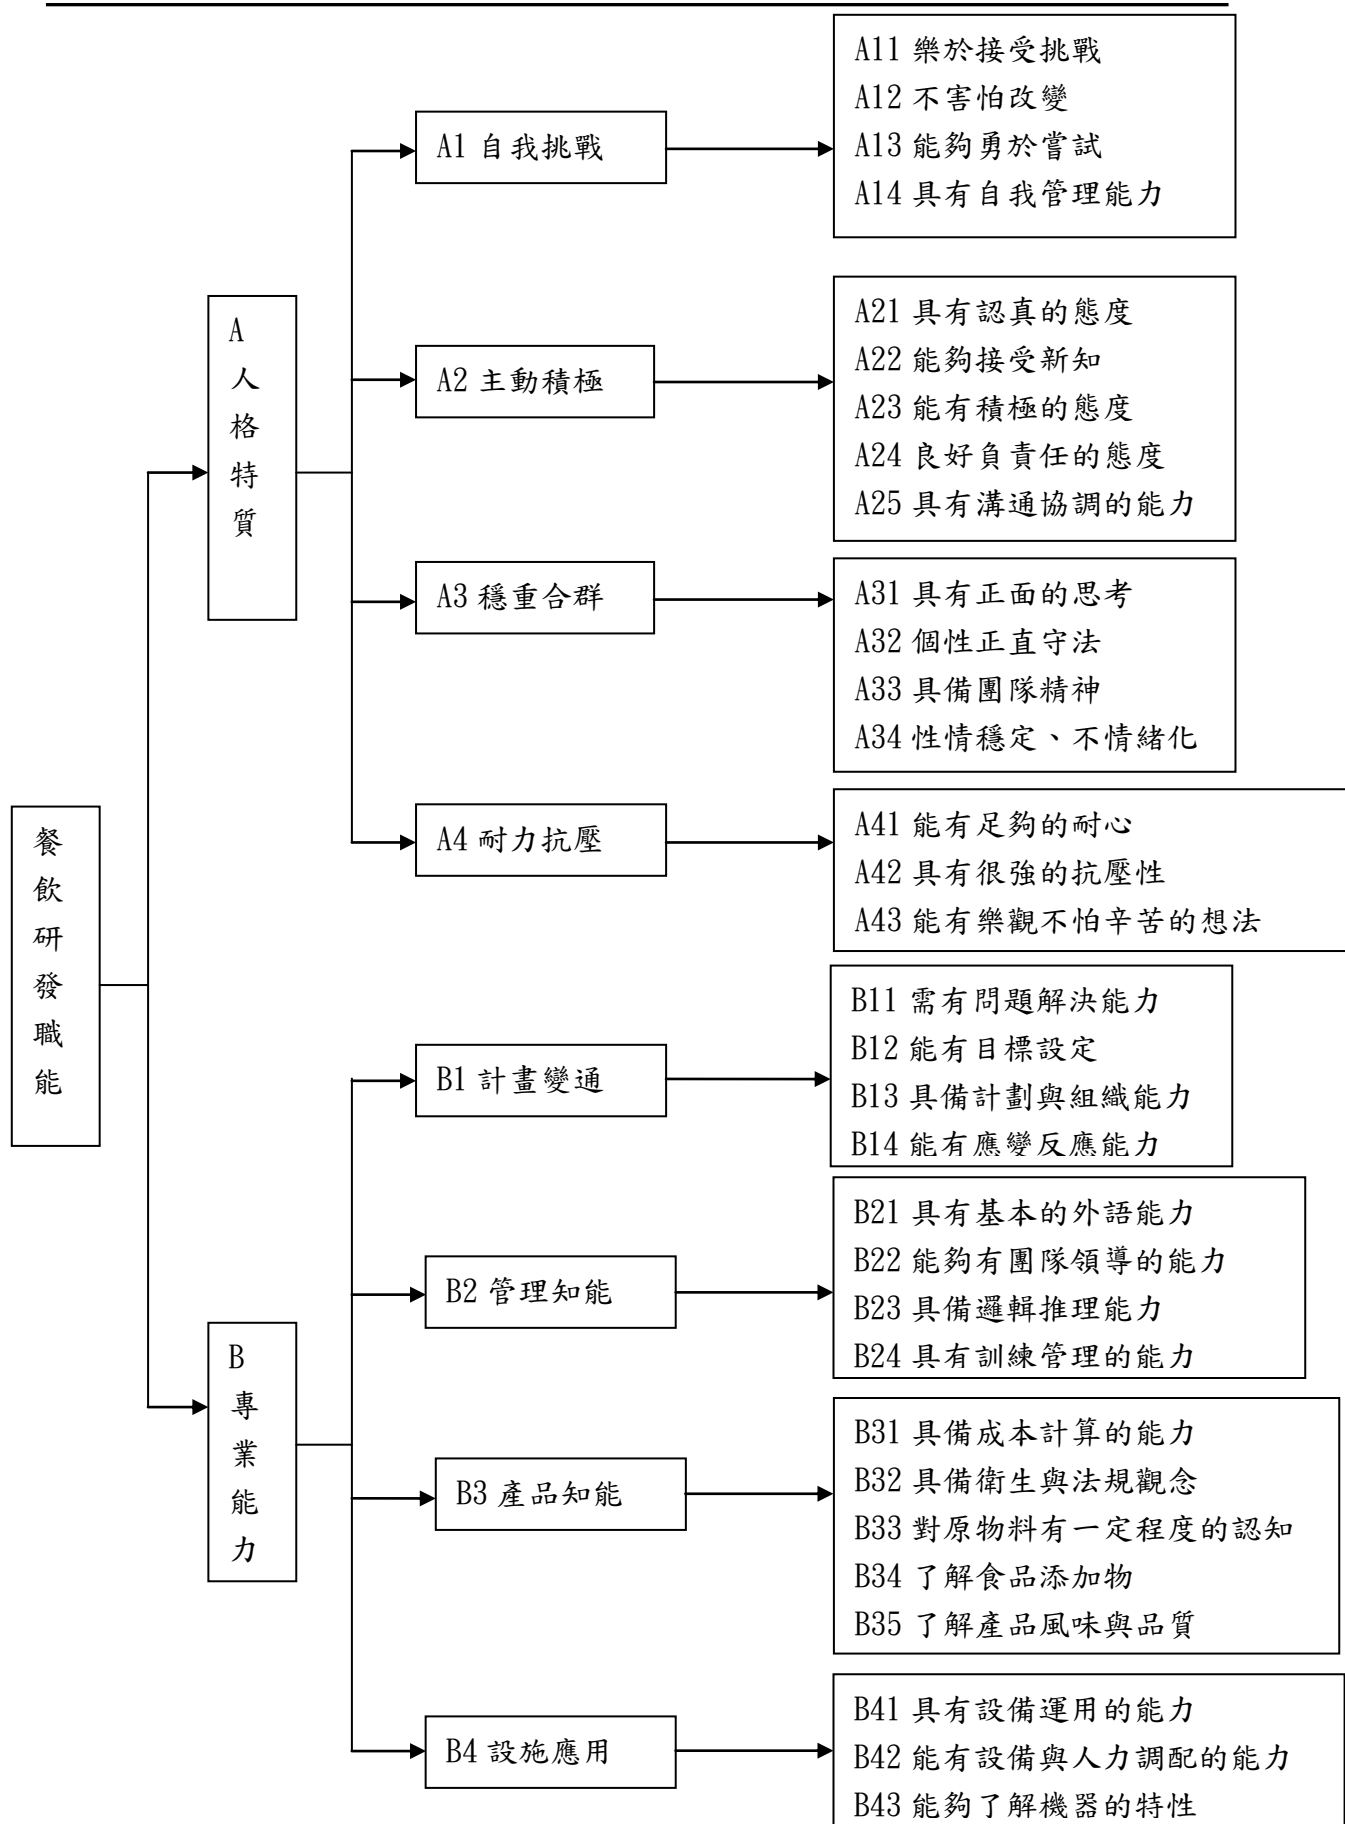 餐飲研發職能
A人格特質
A1 自我挑戰
A11 樂於接受挑戰
A12 不害怕改變
A13 能夠勇於嘗試
A14 具有自我管理能力
A2 主動積極
A21 具有認真的態度
A22 能夠接受新知
A23 能有積極的態度
A24 良好負責任的態度
A25 具有溝通協調的能力
A3 穩重合群
A31 具有正面的思考
A32 個性正直守法
A33 具備團隊精神
A34 性情穩定、不情緒化
A4 耐力抗壓
A41 能有足夠的耐心
A42 具有很強的抗壓性
A43 能有樂觀不怕辛苦的想法
B專業能力
B1 計畫變通
B11 需有問題解決能力
B12 能有目標設定
B13 具備計劃與組織能力
B14 能有應變反應能力
B2 管理知能
B21 具有基本的外語能力
B22 能夠有團隊領導的能力
B23 具備邏輯推理能力
B24 具有訓練管理的能力
B3 產品知能
B31 具備成本計算的能力
B32 具備衛生與法規觀念
B33 對原物料有一定程度的認知
B34 了解食品添加物
B35 了解產品風味與品質
B4 設施應用
B41 具有設備運用的能力
B42 能有設備與人力調配的能力
B43 能夠了解機器的特性